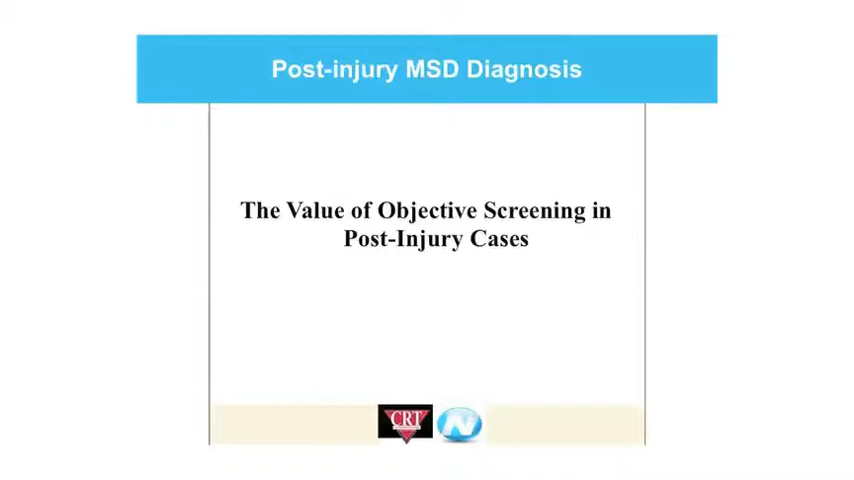 Post-injury MSD Diagnosis
The Value of Objective Screening in
Post-Injury Cases
CRT
N